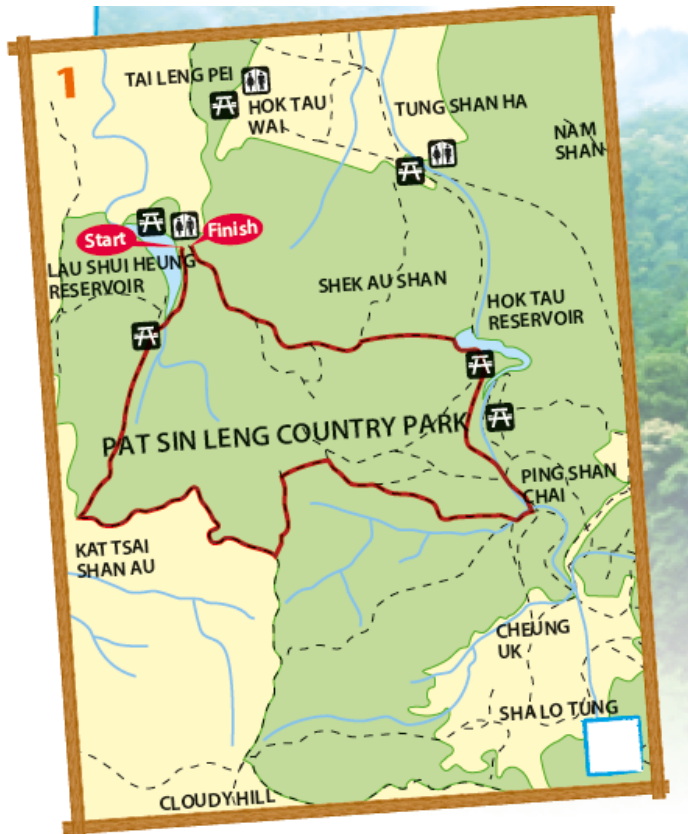 1
TAI LENG PEI
HOK TAU
WAI
TUNG SHAN HA
NAM
SHAN
Start
Finish
LAU SHUI HEUNG
RESERVOIR
SHEK AU SHAN
HOK TAU
RESERVOIR
PAT SIN LENG COUNTRY PARK
PING SHAN
CHAI
KAT TSAI
SHAN AU
CHEUNG
UK
SHA LO TUNG
CLOUDY HILL